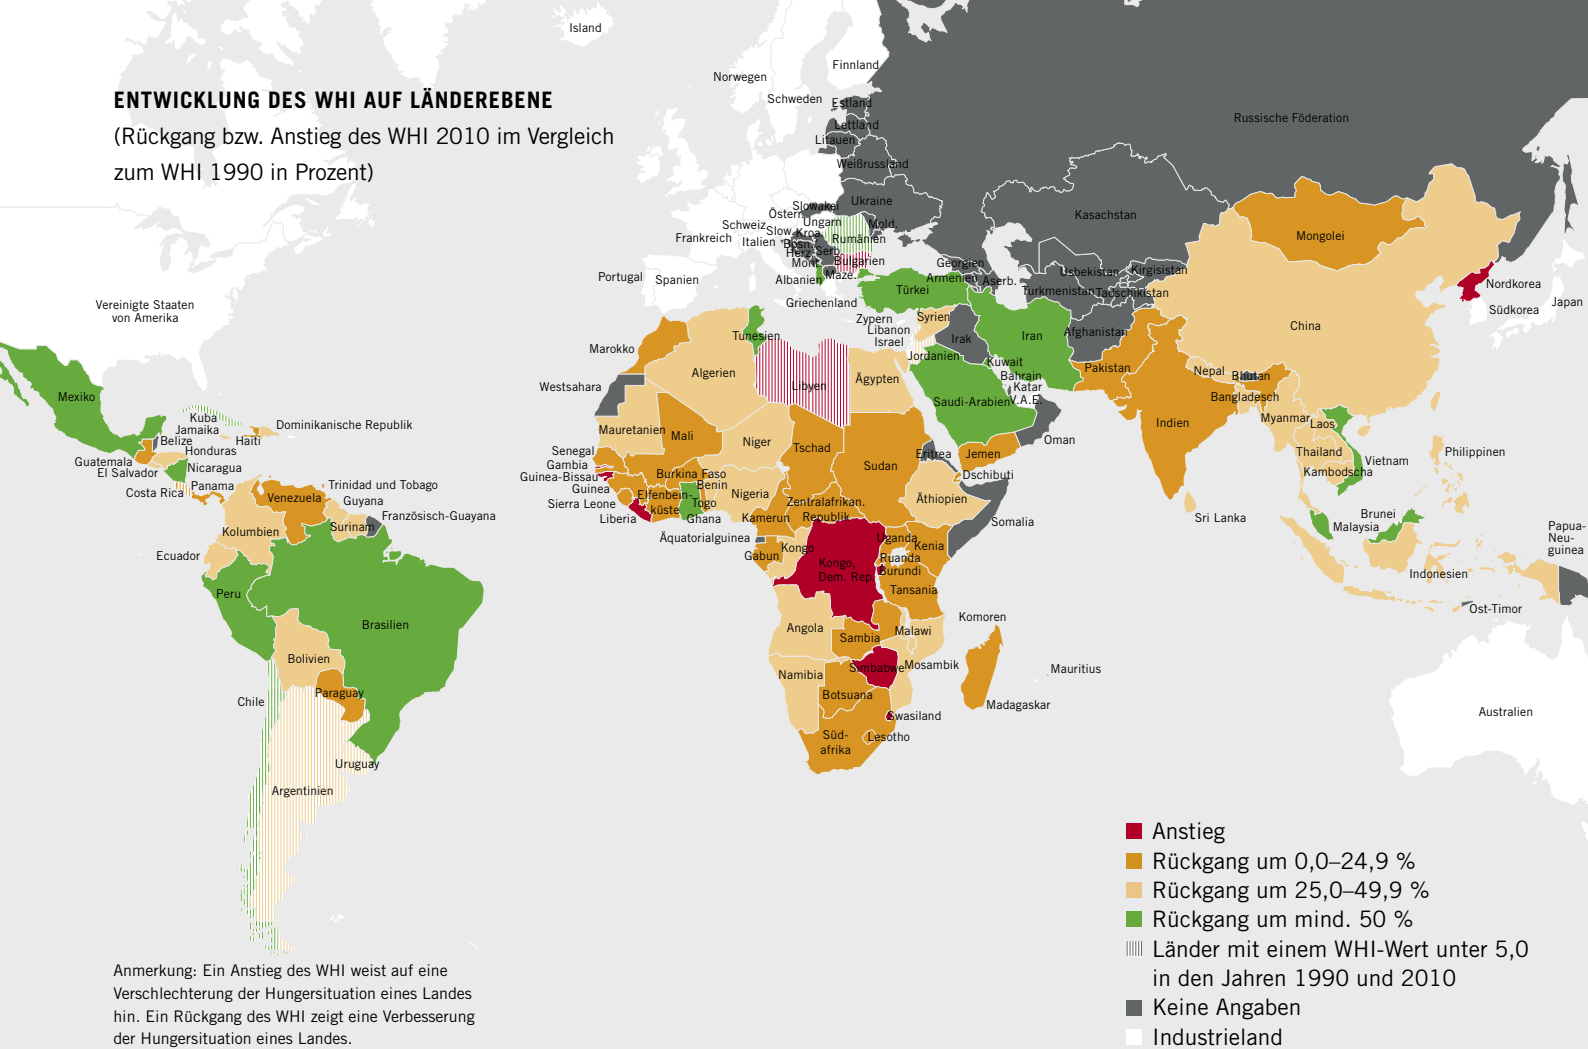 ENTWICKLUNG DES WHI AUF LÄNDEREBENE
(Rückgang bzw. Anstieg des WHI 2010 im Vergleich
zum WHI 1990 in Prozent)
Island
Norwegen
Finnland
Schweden
Estland
Lettland
Litauen
Weißrussland
Russische Föderation
Ukraine
Slowakei
Österr.
Ungarn
Mold.
Schweiz
Slow.
Kroa.
Rumänien
Frankreich
Italien
Bosn.
Herz.
Serb.
Mont.
Bulgarien
Maze.
Albanien
Portugal
Spanien
Griechenland
Türkei
Georgien
Armenien
Aserb.
Kasachstan
Usbekistan
Kirgisistan
Turkmenistan
Tadschikistan
Mongolei
Nordkorea
Südkorea
Japan
China
Vereinigte Staaten
von Amerika
Zypern
Libanon
Israel
Syrien
Irak
Iran
Afghanistan
Jordanien
Kuwait
Bahrain
Katar
V.A.E.
Saudi-Arabien
Oman
Jemen
Pakistan
Nepal
Bhutan
Bangladesch
Indien
Myanmar
Laos
Thailand
Kambodscha
Vietnam
Philippinen
Sri Lanka
Brunei
Malaysia
Indonesien
Ost-Timor
Papua-
Neu-
guinea
Australien
Marokko
Tunesien
Algerien
Libyen
Ägypten
Westsahara
Mauretanien
Mali
Niger
Tschad
Sudan
Eritrea
Dschibuti
Äthiopien
Somalia
Senegal
Gambia
Guinea-Bissau
Guinea
Sierra Leone
Liberia
Burkina Faso
Elfenbein-
küste
Benin
Togo
Ghana
Nigeria
Kamerun
Zentralafrikan.
Republik
Äquatorialguinea
Gabun
Kongo
Kongo,
Dem. Rep.
Uganda
Kenia
Ruanda
Burundi
Tansania
Komoren
Angola
Sambia
Malawi
Mosambik
Simbabwe
Namibia
Botsuana
Swasiland
Süd-
afrika
Lesotho
Madagaskar
Mauritius
Mexiko
Kuba
Jamaika
Haiti
Dominikanische Republik
Belize
Honduras
Guatemala
El Salvador
Nicaragua
Costa Rica
Panama
Trinidad und Tobago
Venezuela
Guyana
Surinam
Französisch-Guayana
Kolumbien
Ecuador
Peru
Brasilien
Bolivien
Paraguay
Chile
Uruguay
Argentinien
Anstieg
Rückgang um 0,0–24,9 %
Rückgang um 25,0–49,9 %
Rückgang um mind. 50 %
Länder mit einem WHI-Wert unter 5,0
in den Jahren 1990 und 2010
Keine Angaben
Industrieland
Anmerkung: Ein Anstieg des WHI weist auf eine
Verschlechterung der Hungersituation eines Landes
hin. Ein Rückgang des WHI zeigt eine Verbesserung
der Hungersituation eines Landes.